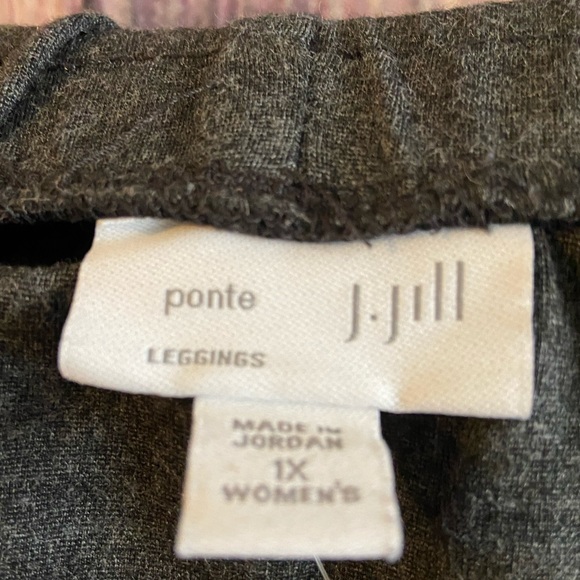 ponte
J.Jill
LEGGINGS
MADE IN
JORDAN
1X
WOMEN'S